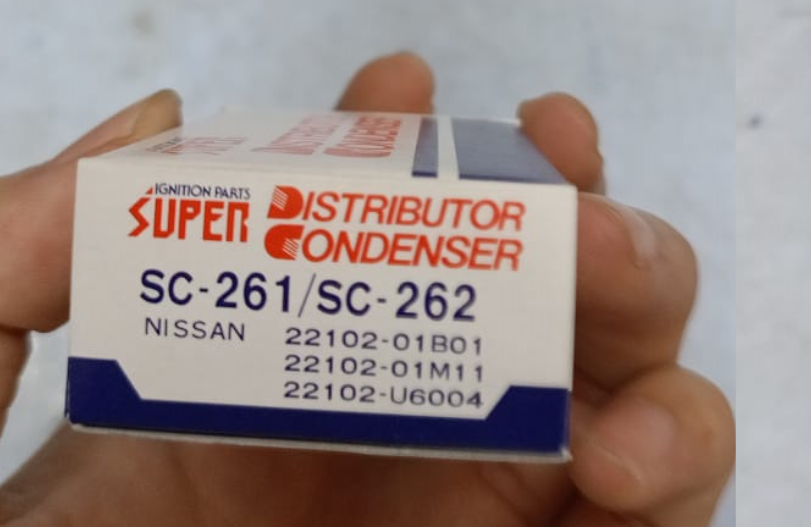 IGNITION PARTS
SUPER
DISTRIBUTOR
CONDENSER
SC-261/SC-262
NISSAN 22102-01B01
22102-01M11
22102-U6004